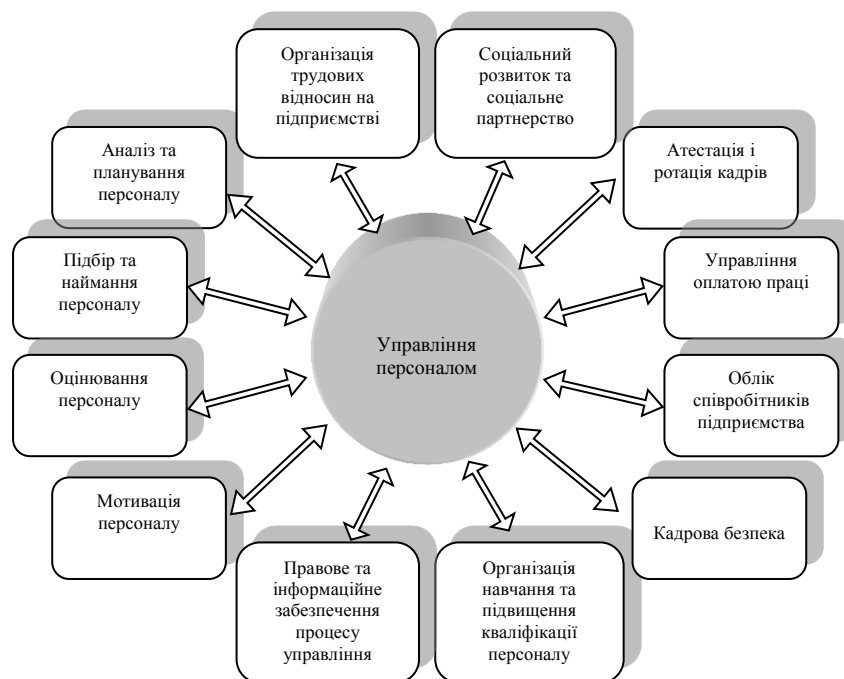 Організація
трудових
відносин на
підприємстві
Соціальний
розвиток та
соціальне
партнерство
Аналіз та
планування
персоналу
Атестація і
ротація кадрів
Підбір та
наймання
персоналу
Управління
оплатою праці
Управління
персоналом
Оцінювання
персоналу
Облік
співробітників
підприємства
Мотивація
персоналу
Кадрова безпека
Правове та
інформаційне
забезпечення
процесу
управління
Організація
навчання та
підвищення
кваліфікації
персоналу